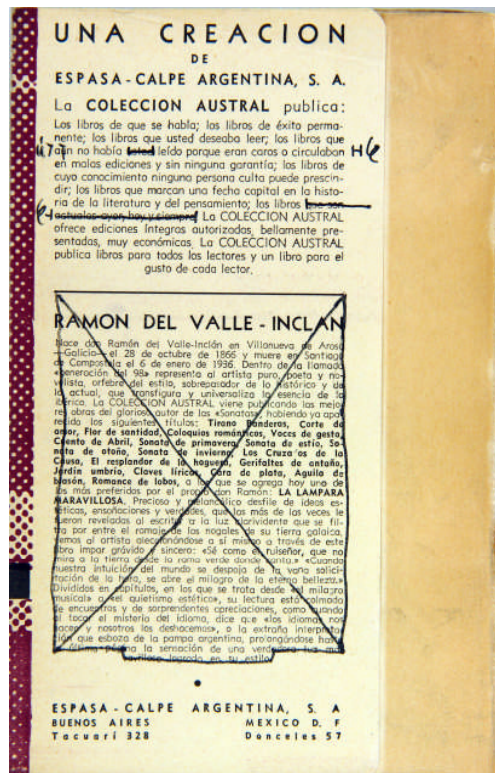 UNA CREACION
DE
ESPASA-CALPE ARGENTINA, S. A.
La COLECCION AUSTRAL publica:
Los libros de que se habla; los libros de éxito perma-
nente; los libros que usted deseaba leer; los libros que
aún no había usted leído porque eran caros o circulaban
en malas ediciones y sin ninguna garantía; los libros de
cuyo conocimiento ninguna persona culta puede prescin-
dir; los libros que marcan una fecha capital en la histo-
ria de la literatura y del pensamiento; los libros que son
actuales ayer, hoy y siempre. La COLECCION AUSTRAL
ofrece ediciones íntegras autorizadas, bellamente pre-
sentadas, muy económicas. La COLECCION AUSTRAL
publica libros para todos los lectores y un libro para el
gusto de cada lector.
RAMON DEL VALLE - INCLAN
Nace don Ramón del Valle-Inclán en Villanueva de Arosa
—Galicia— el 28 de octubre de 1866 y muere en Santiago
de Compostela el 6 de enero de 1936. Dentro de la llamada
«generación del 98» representa al artista puro, poeta y no-
velista, orfebre del estilo, sobrepasador de lo histórico y de
lo actual, que transfigura y universaliza la esencia de lo
ibérico. La COLECCION AUSTRAL viene publicando las mejo-
res obras del glorioso autor de las «Sonatas», habiendo ya apa-
recido los siguientes títulos: Tirano Banderas, Corte de
amor, Flor de santidad, Coloquios románticos, Voces de gesta,
Cuento de Abril, Sonata de primavera, Sonata de estío, So-
nata de otoño, Sonata de invierno, Los Cruzados de la
Causa, El resplandor de la hoguera, Gerifaltes de antaño,
Jardín umbrío, Claves líricas, Cara de plata, Aguila de
blasón, Romance de lobos, a los que se agrega hoy uno de
los más preferidos por el propio don Ramón: LA LAMPARA
MARAVILLOSA. Precioso y melancólico desfile de ideas es-
téticas, ensoñaciones y verdades, que las más de las veces le
fueron reveladas al escritor a la luz clarividente que se fil-
tra por entre el ramaje de los nogales de su tierra galaica,
vemos al artista aleccionándose a sí mismo a través de este
libro impar grávido y sincero: «Sé como el ruiseñor, que no
mira a la tierra desde la rama verde donde canta.» «Cuando
nuestra intuición del mundo se despoja de la vana solici-
tación de la hora, se abre el milagro de la eterna belleza.»
Divididos en capítulos, en los que se trata desde «el milagro
musical» a «el quietismo estético», su lectura está colmada
de encuentros y de sorprendentes apreciaciones, como cuando
al tocar el misterio del idioma, dice que «los idiomas nos
hacen y nosotros los deshacemos», o la extraña interpreta-
ción que esboza de la pampa argentina, prolongándose hasta
la última página la sensación de una verdadera luz ma-
ravillosa lograda en su estilo.
ESPASA-CALPE ARGENTINA, S. A
BUENOS AIRES MEXICO D. F
Tacuarí 328 Donceles 57